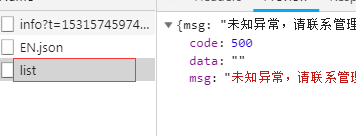 info?t=15315745974...
EN.json
list
{msg: "未知异常，请联系管理
code: 500
data: ""
msg: "未知异常，请联系管理